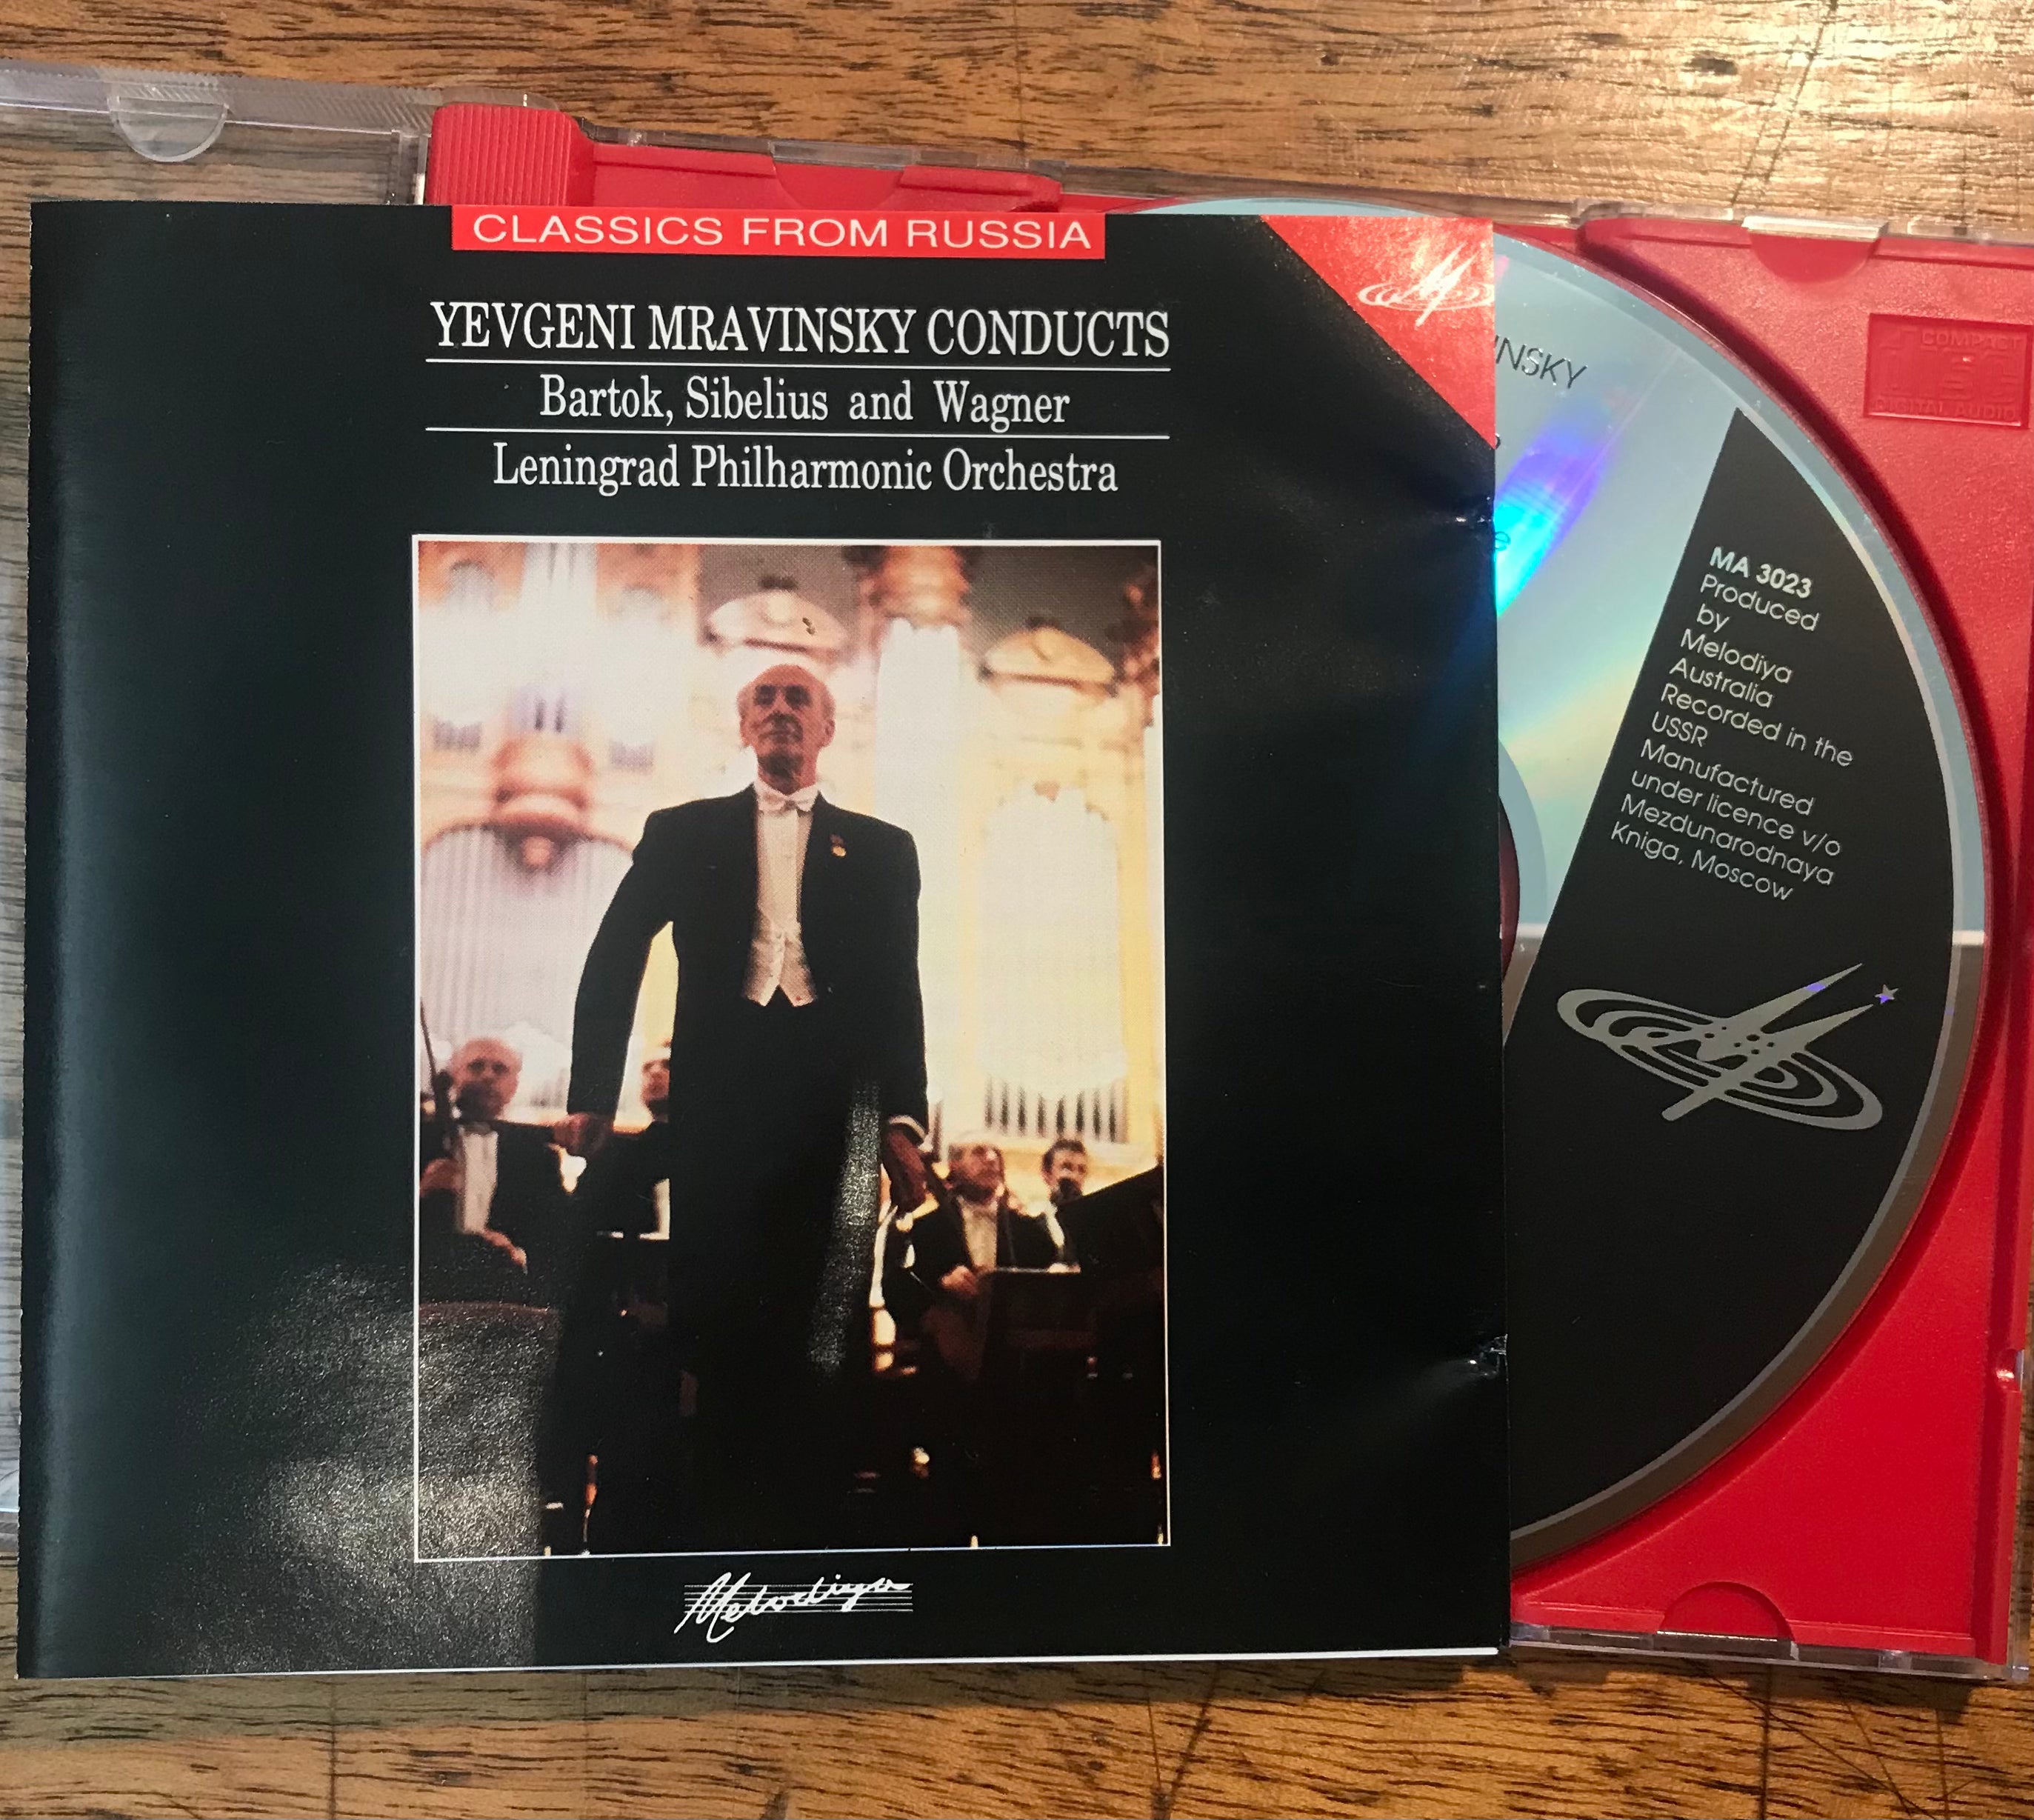 CLASSICS FROM RUSSIA
YEVGENI MRAVINSKY CONDUCTS
Bartok, Sibelius and Wagner
Leningrad Philharmonic Orchestra
Melodiya
INSKY
MA 3023
Produced
by
Melodiya
Australia
Recorded in the
USSR
Manufactured
under licence v/o
Mezdunarodnaya
Kniga, Moscow
COMPACT
DIGITAL AUDIO